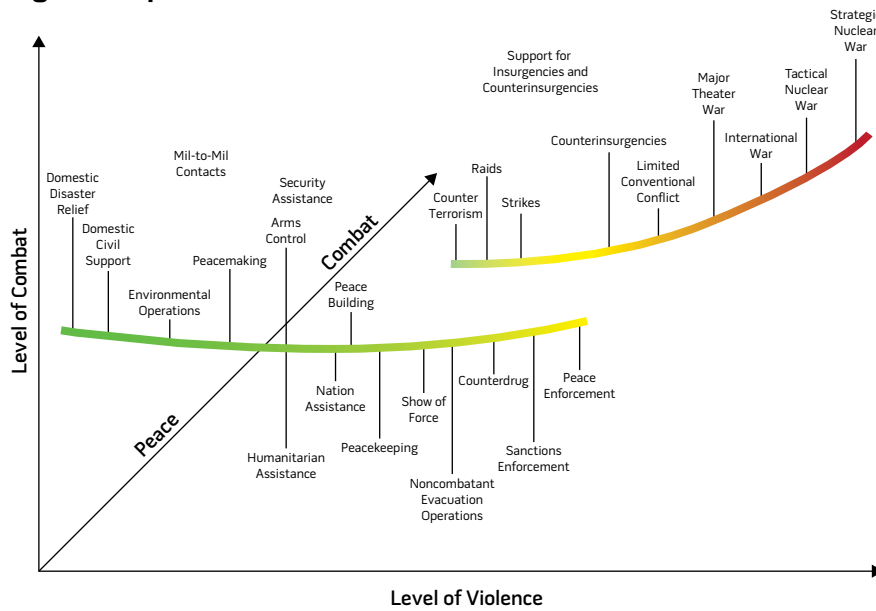 Strategic
Nuclear
War
Support for
Insurgencies and
Counterinsurgencies
Major
Theater
War
Tactical
Nuclear
War
Counterinsurgencies
International
War
Limited
Conventional
Conflict
Mil-to-Mil
Contacts
Raids
Counter
Terrorism
Strikes
Domestic
Disaster
Relief
Security
Assistance
Arms
Control
Domestic
Civil
Support
Peacemaking
Environmental
Operations
Combat
Peace
Building
Level of Combat
Peace
Nation
Assistance
Show of
Force
Counterdrug
Peace
Enforcement
Humanitarian
Assistance
Peacekeeping
Sanctions
Enforcement
Noncombatant
Evacuation
Operations
Level of Violence